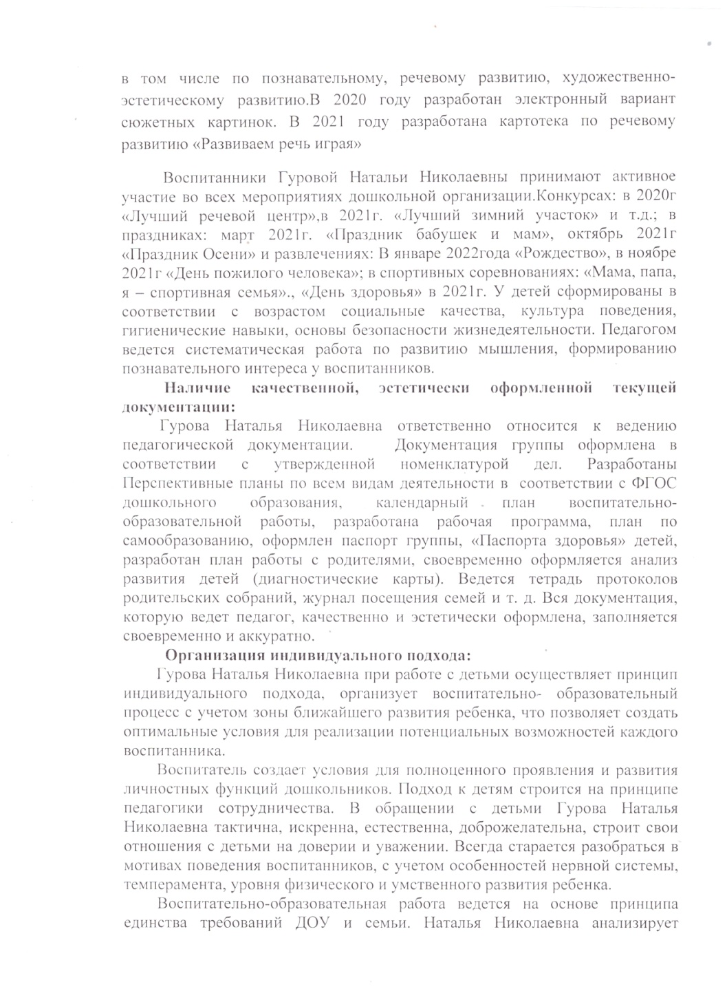 в том числе по познавательному, речевому развитию, художественно-
эстетическому развитию.В 2020 году разработан электронный вариант
сюжетных картинок. В 2021 году разработана картотека по речевому
развитию «Развиваем речь играя»
Воспитанники Гуровой Натальи Николаевны принимают активное
участие во всех мероприятиях дошкольной организации.Конкурсах: в 2020г
«Лучший речевой центр»,в 2021г. «Лучший зимний участок» и т.д.; в
праздниках: март 2021г. «Праздник бабушек и мам», октябрь 2021г
«Праздник Осени» и развлечениях: В январе 2022года «Рождество», в ноябре
2021г «День пожилого человека»; в спортивных соревнованиях: «Мама, папа,
я – спортивная семья»., «День здоровья» в 2021г. У детей сформированы в
соответствии с возрастом социальные качества, культура поведения,
гигиенические навыки, основы безопасности жизнедеятельности. Педагогом
ведется систематическая работа по развитию мышления, формированию
познавательного интереса у воспитанников.
Наличие качественной, эстетически оформленной текущей
документации:
Гурова Наталья Николаевна ответственно относится к ведению
педагогической документации. Документация группы оформлена в
соответствии с утвержденной номенклатурой дел. Разработаны
Перспективные планы по всем видам деятельности в соответствии с ФГОС
дошкольного образования, календарный план воспитательно-
образовательной работы, разработана рабочая программа, план по
самообразованию, оформлен паспорт группы, «Паспорта здоровья» детей,
разработан план работы с родителями, своевременно оформляется анализ
развития детей (диагностические карты). Ведется тетрадь протоколов
родительских собраний, журнал посещения семей и т. д. Вся документация,
которую ведет педагог, качественно и эстетически оформлена, заполняется
своевременно и аккуратно.
Организация индивидуального подхода:
Гурова Наталья Николаевна при работе с детьми осуществляет принцип
индивидуального подхода, организует воспитательно- образовательный
процесс с учетом зоны ближайшего развития ребенка, что позволяет создать
оптимальные условия для реализации потенциальных возможностей каждого
воспитанника.
Воспитатель создает условия для полноценного проявления и развития
личностных функций дошкольников. Подход к детям строится на принципе
педагогики сотрудничества. В обращении с детьми Гурова Наталья
Николаевна тактична, искренна, естественна, доброжелательна, строит свои
отношения с детьми на доверии и уважении. Всегда старается разобраться в
мотивах поведения воспитанников, с учетом особенностей нервной системы,
темперамента, уровня физического и умственного развития ребенка.
Воспитательно-образовательная работа ведется на основе принципа
единства требований ДОУ и семьи. Наталья Николаевна анализирует